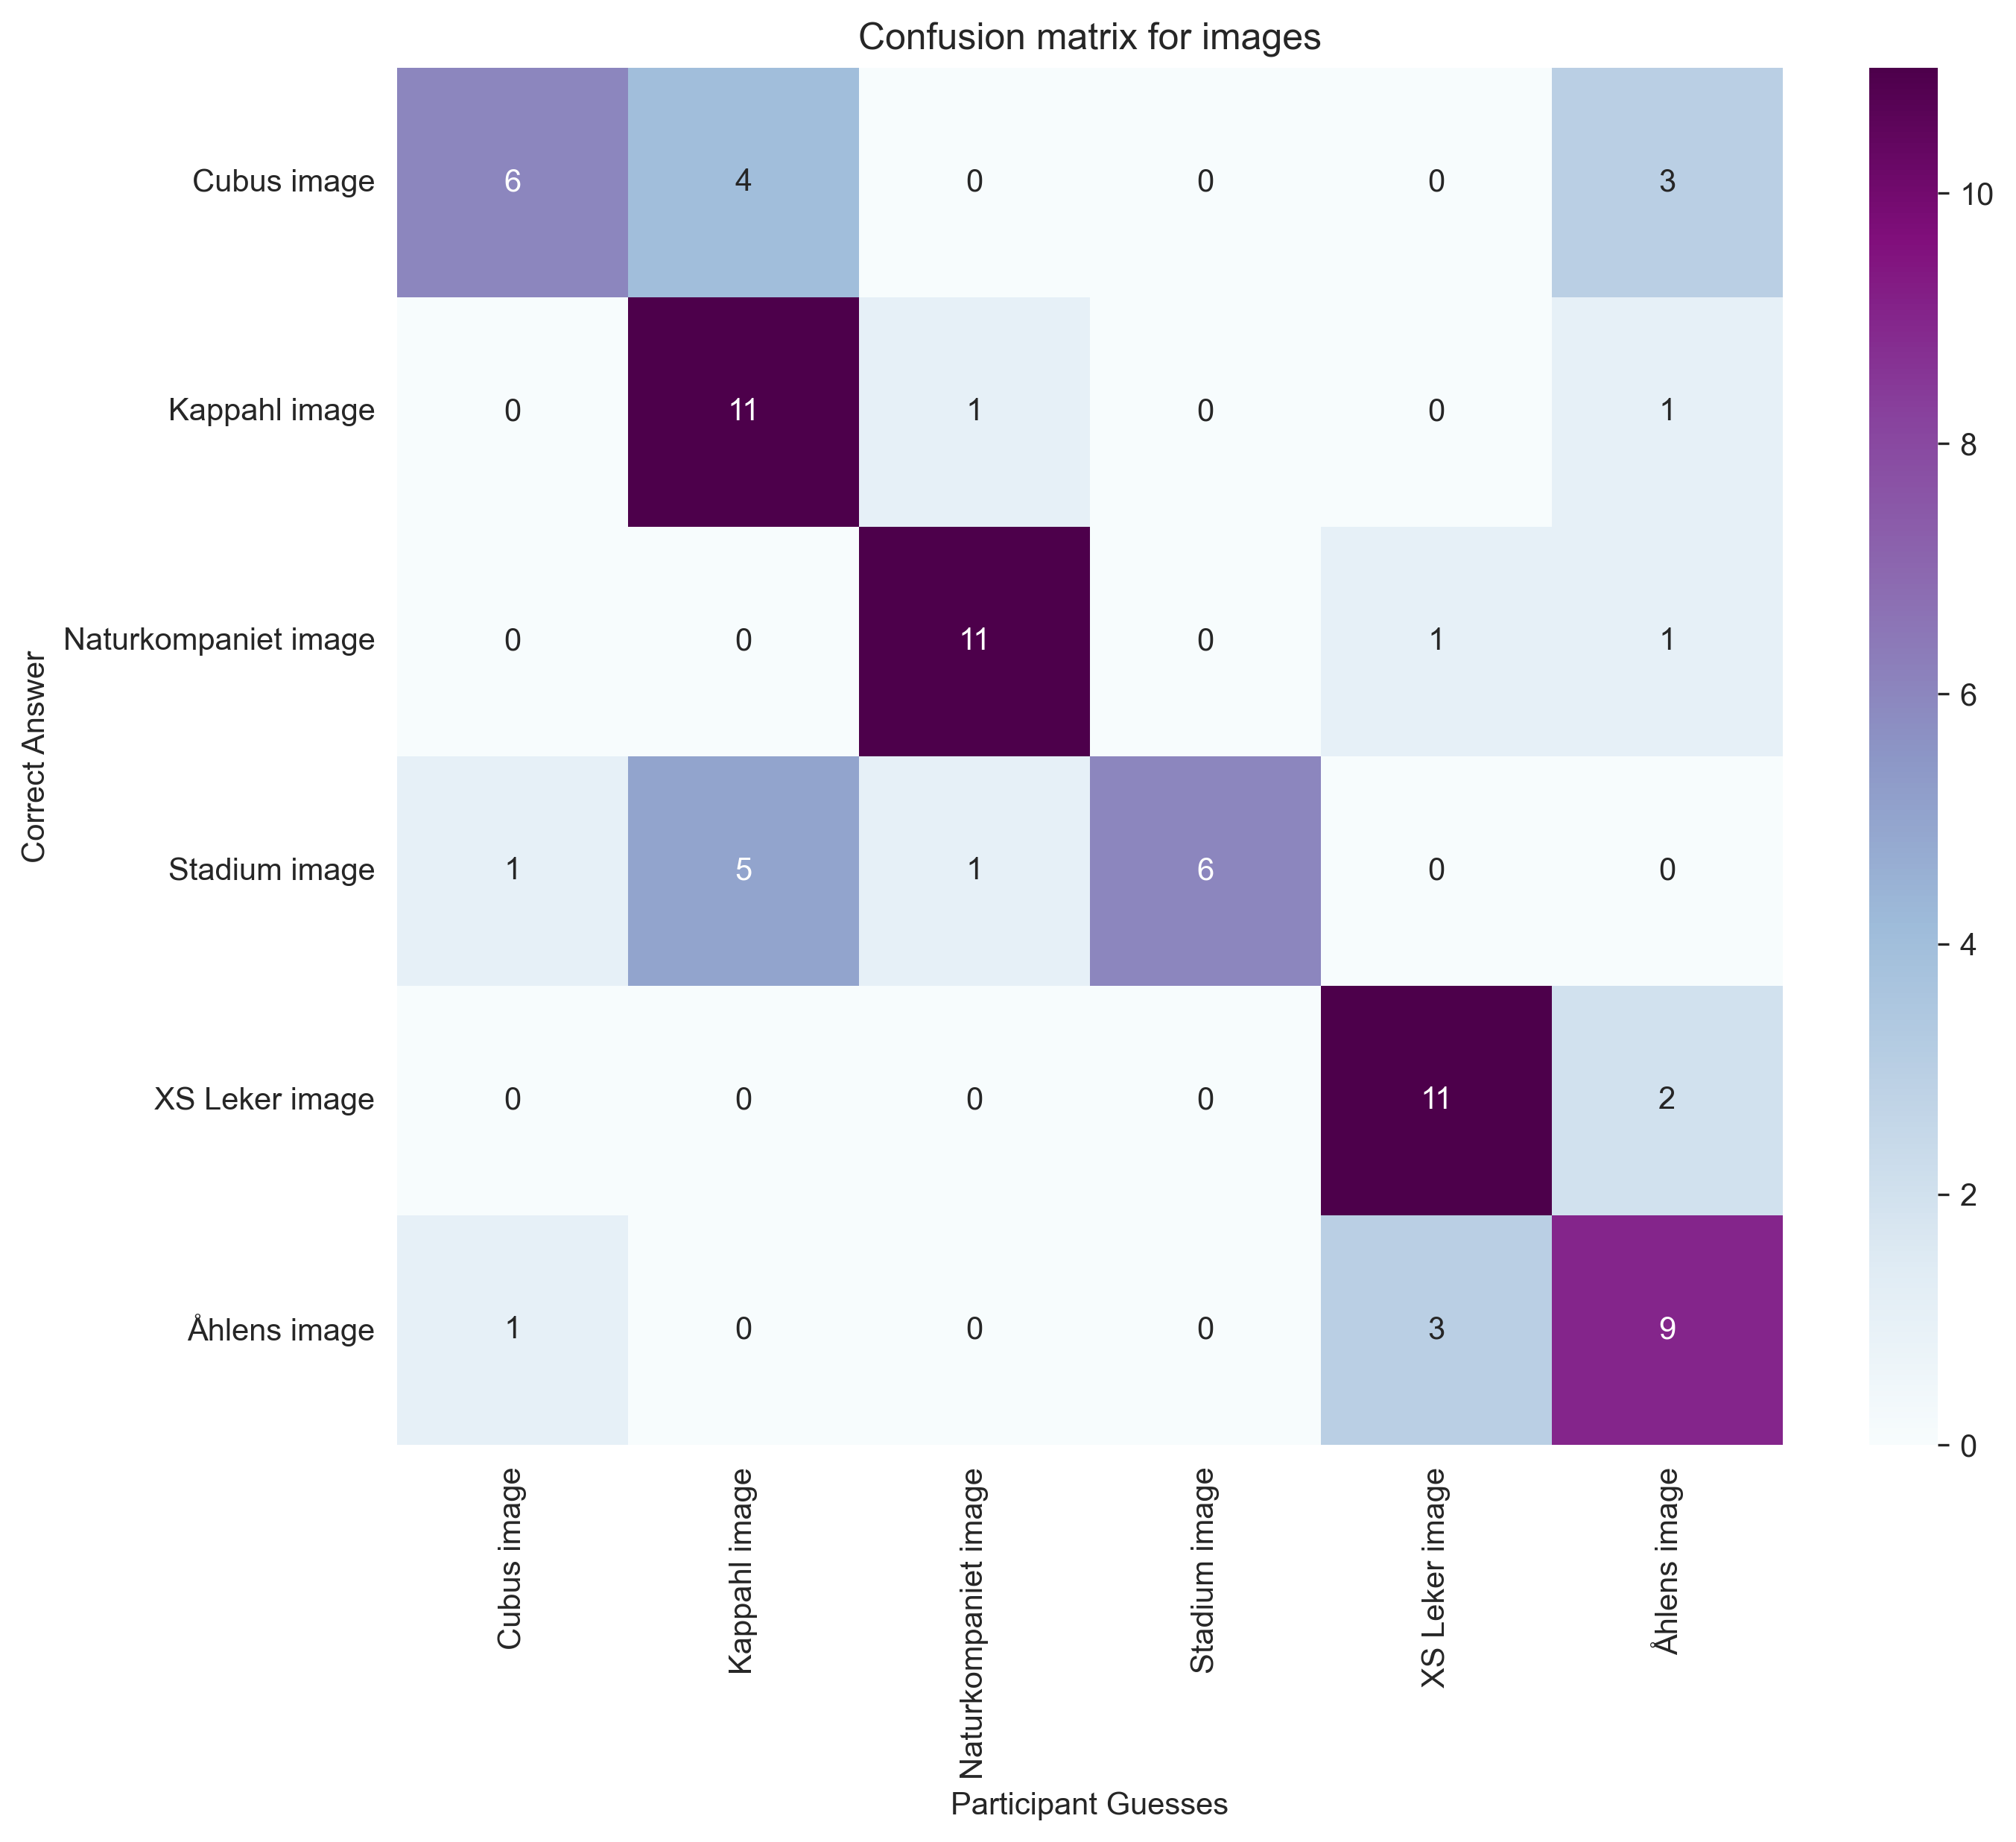 Confusion matrix for images
Correct Answer
Cubus image 6 4 0 0 0 3
Kappahl image 0 11 1 0 0 1
Naturkompaniet image 0 0 11 0 1 1
Stadium image 1 5 1 6 0 0
XS Leker image 0 0 0 0 11 2
Åhlens image 1 0 0 0 3 9
Cubus image
Kappahl image
Naturkompaniet image
Stadium image
XS Leker image
Åhlens image
Participant Guesses
10
8
6
4
2
0